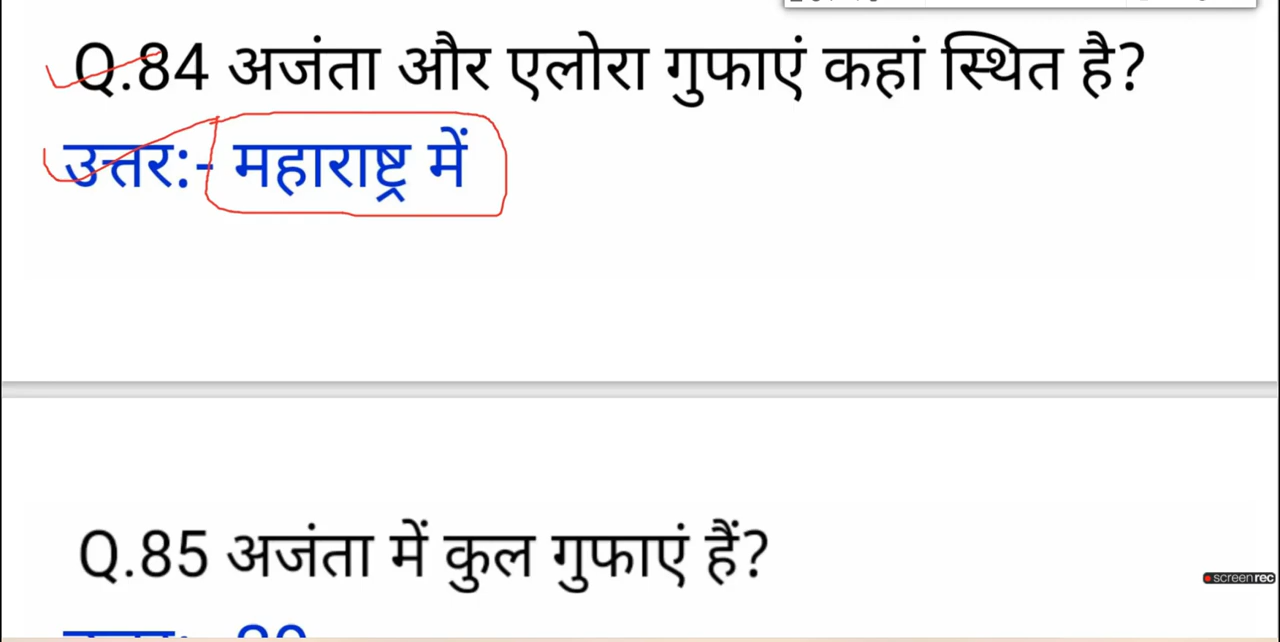 Q.84 अजंता और एलोरा गुफाएं कहां स्थित है?
उत्तर:- महाराष्ट्र में
Q.85 अजंता में कुल गुफाएं हैं?
screenrec